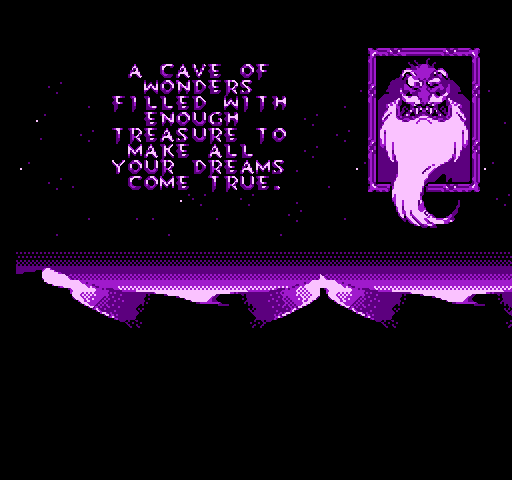 A CAVE OF
WONDERS
FILLED WITH
ENOUGH
TREASURE TO
MAKE ALL
YOUR DREAMS
COME TRUE.